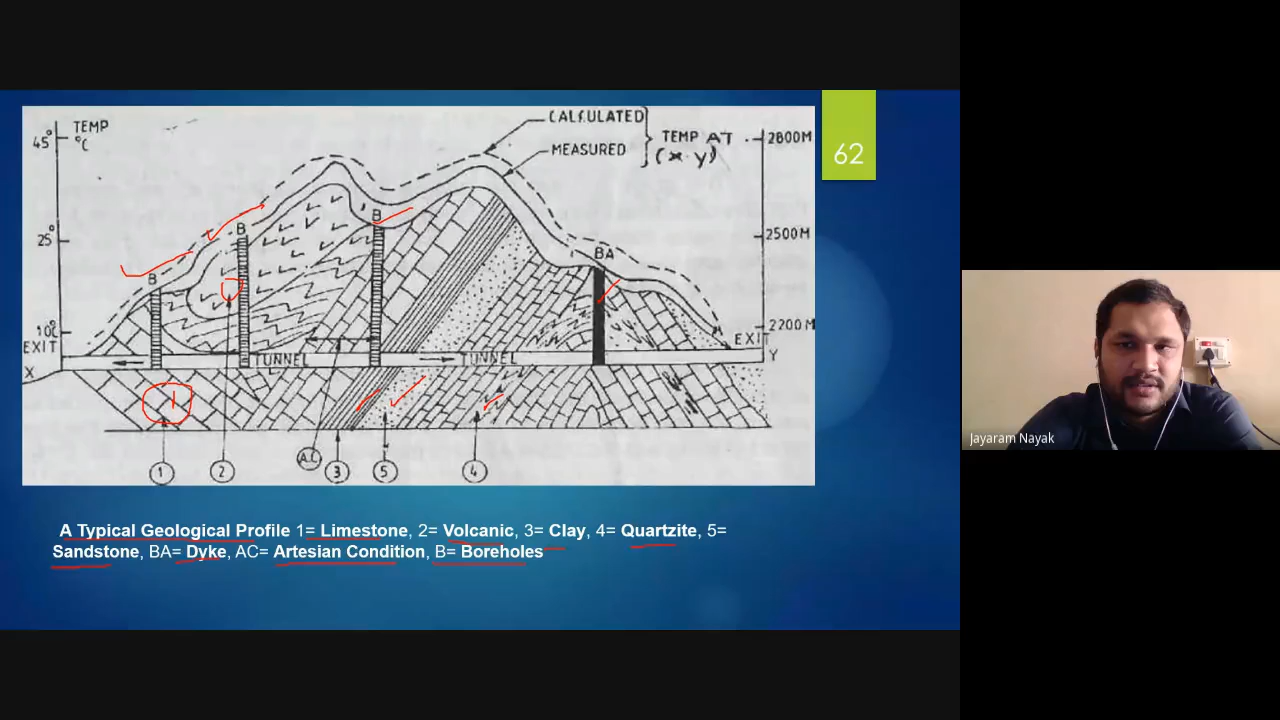 CALCULATED
MEASURED
TEMP AT
(X-Y)
TEMP
°C
45°
25°
10°C
EXIT
X
2800M
2500M
2200M
EXIT
Y
B
B
B
BA
TUNNEL
TUNNEL
1
1
2
AC
3
5
4
62
A Typical Geological Profile 1= Limestone, 2= Volcanic, 3= Clay, 4= Quartzite, 5=
Sandstone, BA= Dyke, AC= Artesian Condition, B= Boreholes
Jayaram Nayak